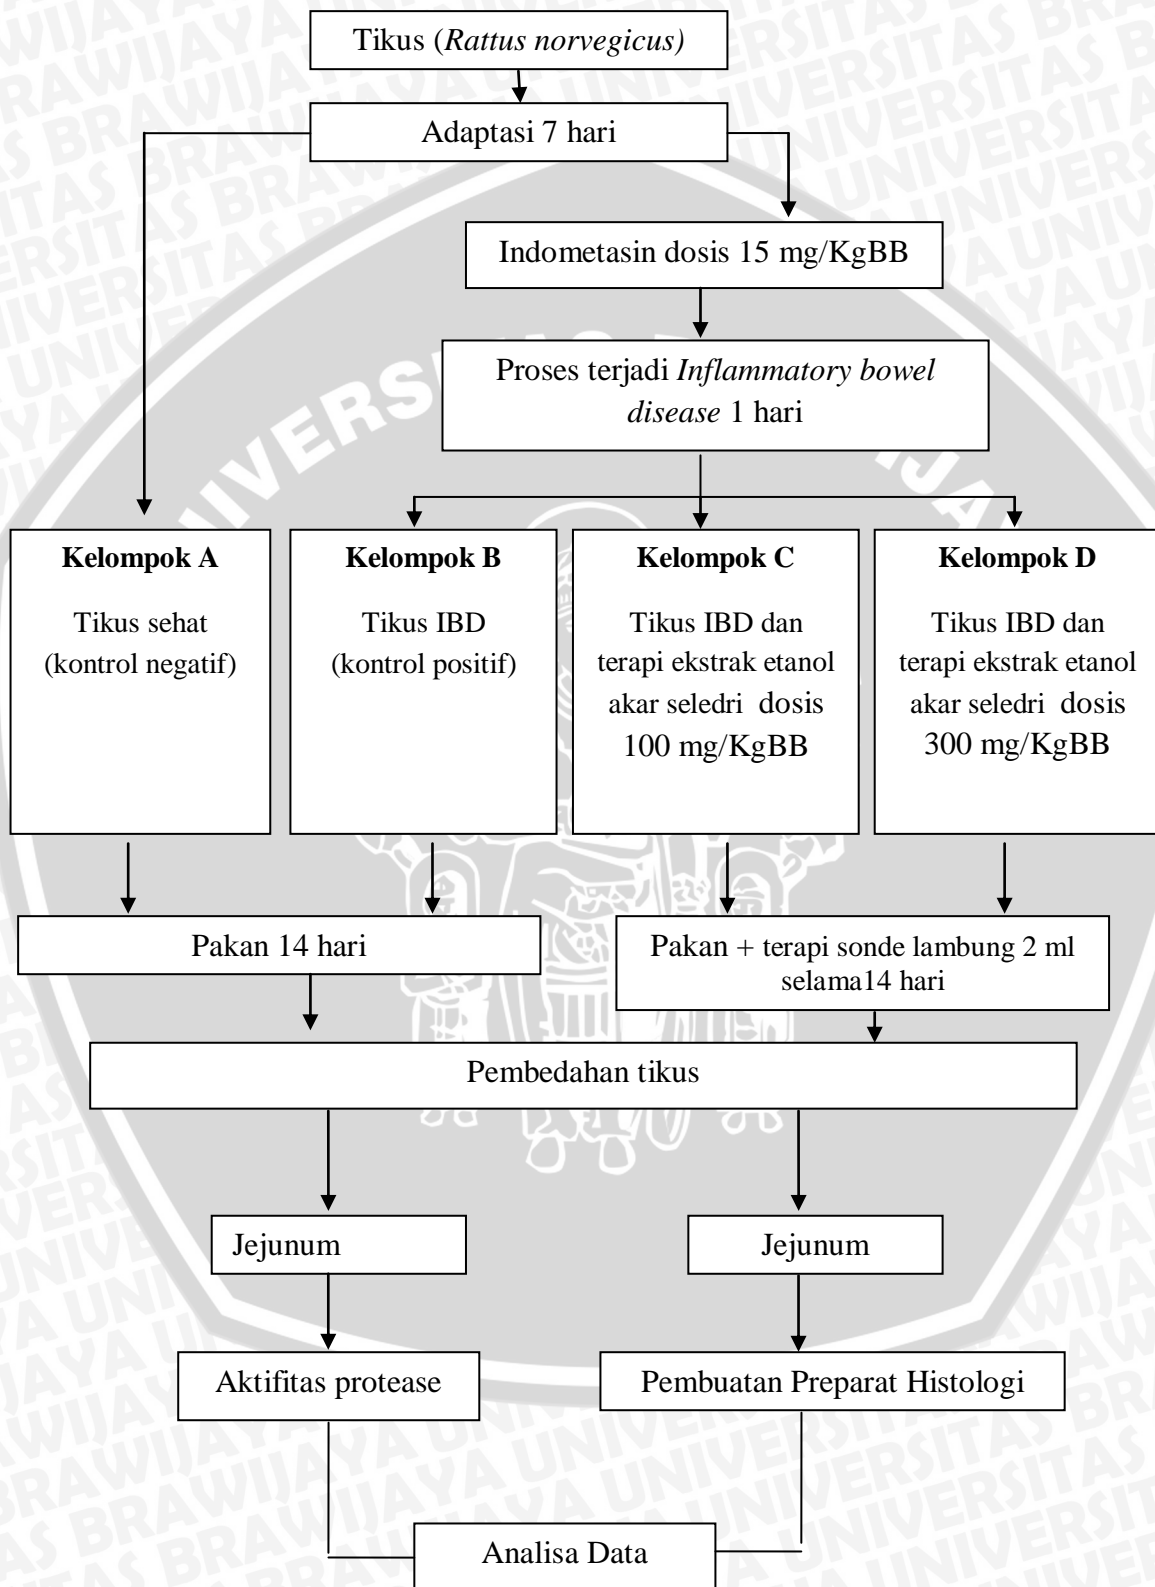 Tikus (Rattus norvegicus)
Adaptasi 7 hari
Indometasin dosis 15 mg/KgBB
Proses terjadi Inflammatory bowel
disease 1 hari
Kelompok A
Tikus sehat
(kontrol negatif)
Kelompok B
Tikus IBD
(kontrol positif)
Kelompok C
Tikus IBD dan
terapi ekstrak etanol
akar seledri dosis
100 mg/KgBB
Kelompok D
Tikus IBD dan
terapi ekstrak etanol
akar seledri dosis
300 mg/KgBB
Pakan 14 hari
Pakan + terapi sonde lambung 2 ml
selama14 hari
Pembedahan tikus
Jejunum
Jejunum
Aktifitas protease
Pembuatan Preparat Histologi
Analisa Data